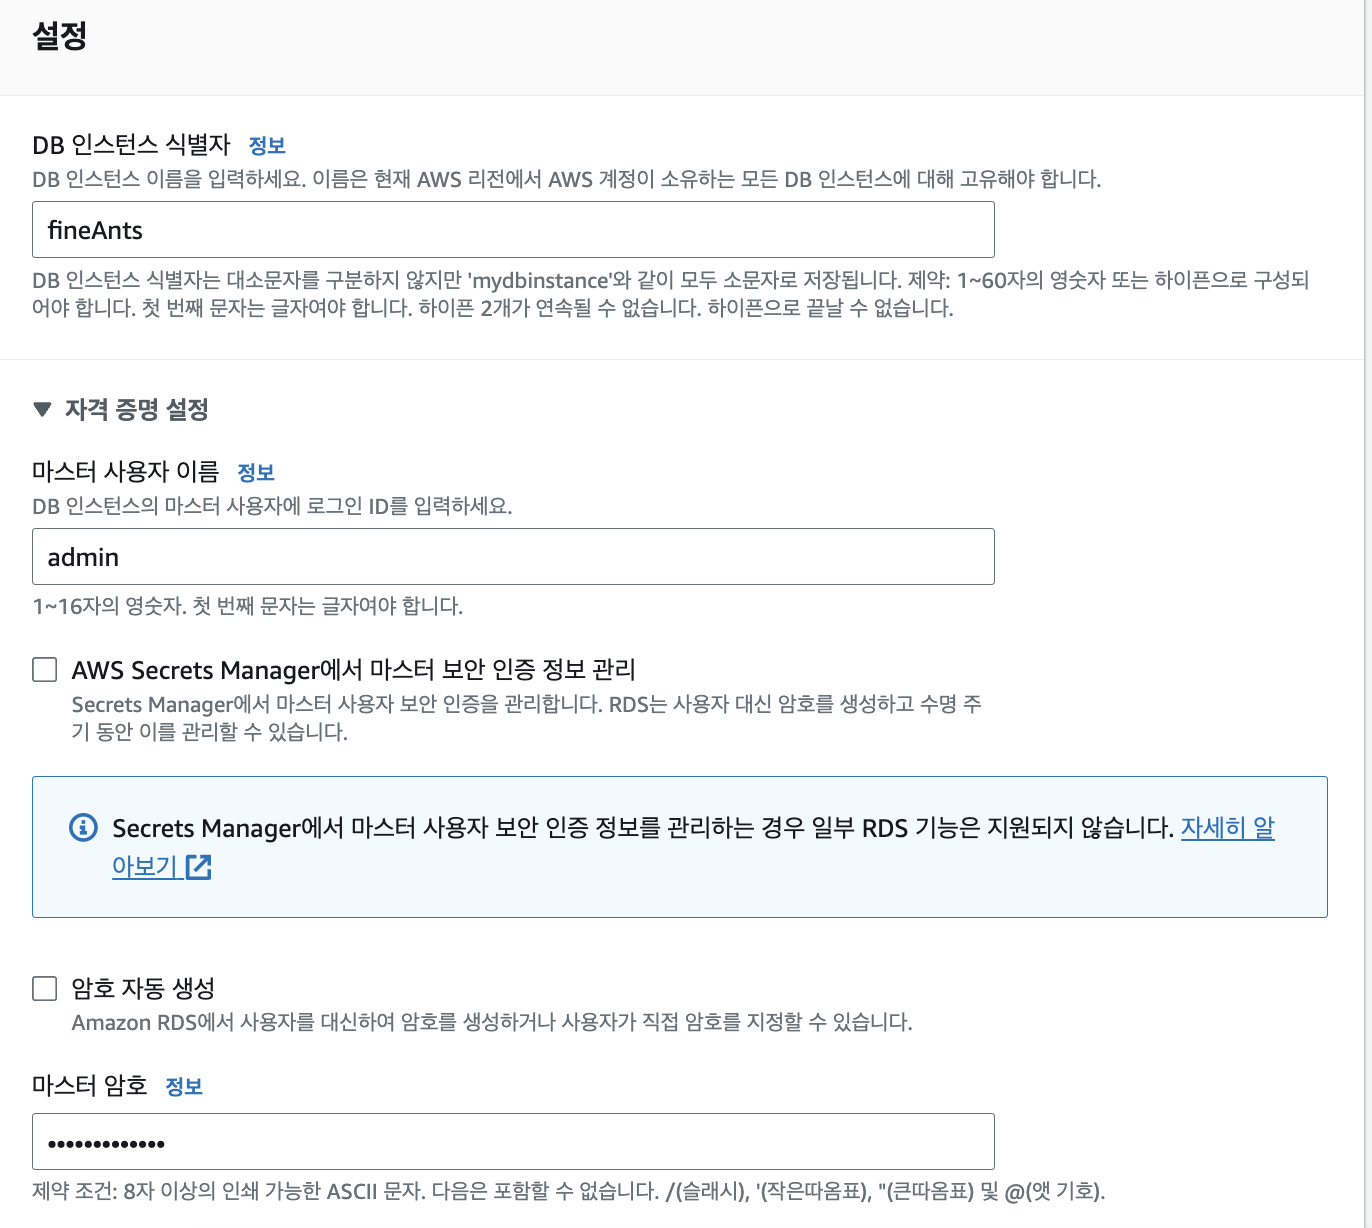 설정
DB 인스턴스 식별자 정보
DB 인스턴스 이름을 입력하세요. 이름은 현재 AWS 리전에서 AWS 계정이 소유하는 모든 DB 인스턴스에 대해 고유해야 합니다.
fineAnts
DB 인스턴스 식별자는 대소문자를 구분하지 않지만 'mydbinstance'와 같이 모두 소문자로 저장됩니다. 제약: 1~60자의 영숫자 또는 하이픈으로 구성되
어야 합니다. 첫 번째 문자는 글자여야 합니다. 하이픈 2개가 연속될 수 없습니다. 하이픈으로 끝날 수 없습니다.
▼ 자격 증명 설정
마스터 사용자 이름 정보
DB 인스턴스의 마스터 사용자에 로그인 ID를 입력하세요.
admin
1~16자의 영숫자. 첫 번째 문자는 글자여야 합니다.
AWS Secrets Manager에서 마스터 보안 인증 정보 관리
Secrets Manager에서 마스터 사용자 보안 인증을 관리합니다. RDS는 사용자 대신 암호를 생성하고 수명 주
기 동안 이를 관리할 수 있습니다.
Secrets Manager에서 마스터 사용자 보안 인증 정보를 관리하는 경우 일부 RDS 기능은 지원되지 않습니다. 자세히 알
아보기
암호 자동 생성
Amazon RDS에서 사용자를 대신하여 암호를 생성하거나 사용자가 직접 암호를 지정할 수 있습니다.
마스터 암호 정보
•••••••••••••
제약 조건: 8자 이상의 인쇄 가능한 ASCII 문자. 다음은 포함할 수 없습니다. /(슬래시), '(작은따옴표), "(큰따옴표) 및 @(앳 기호).